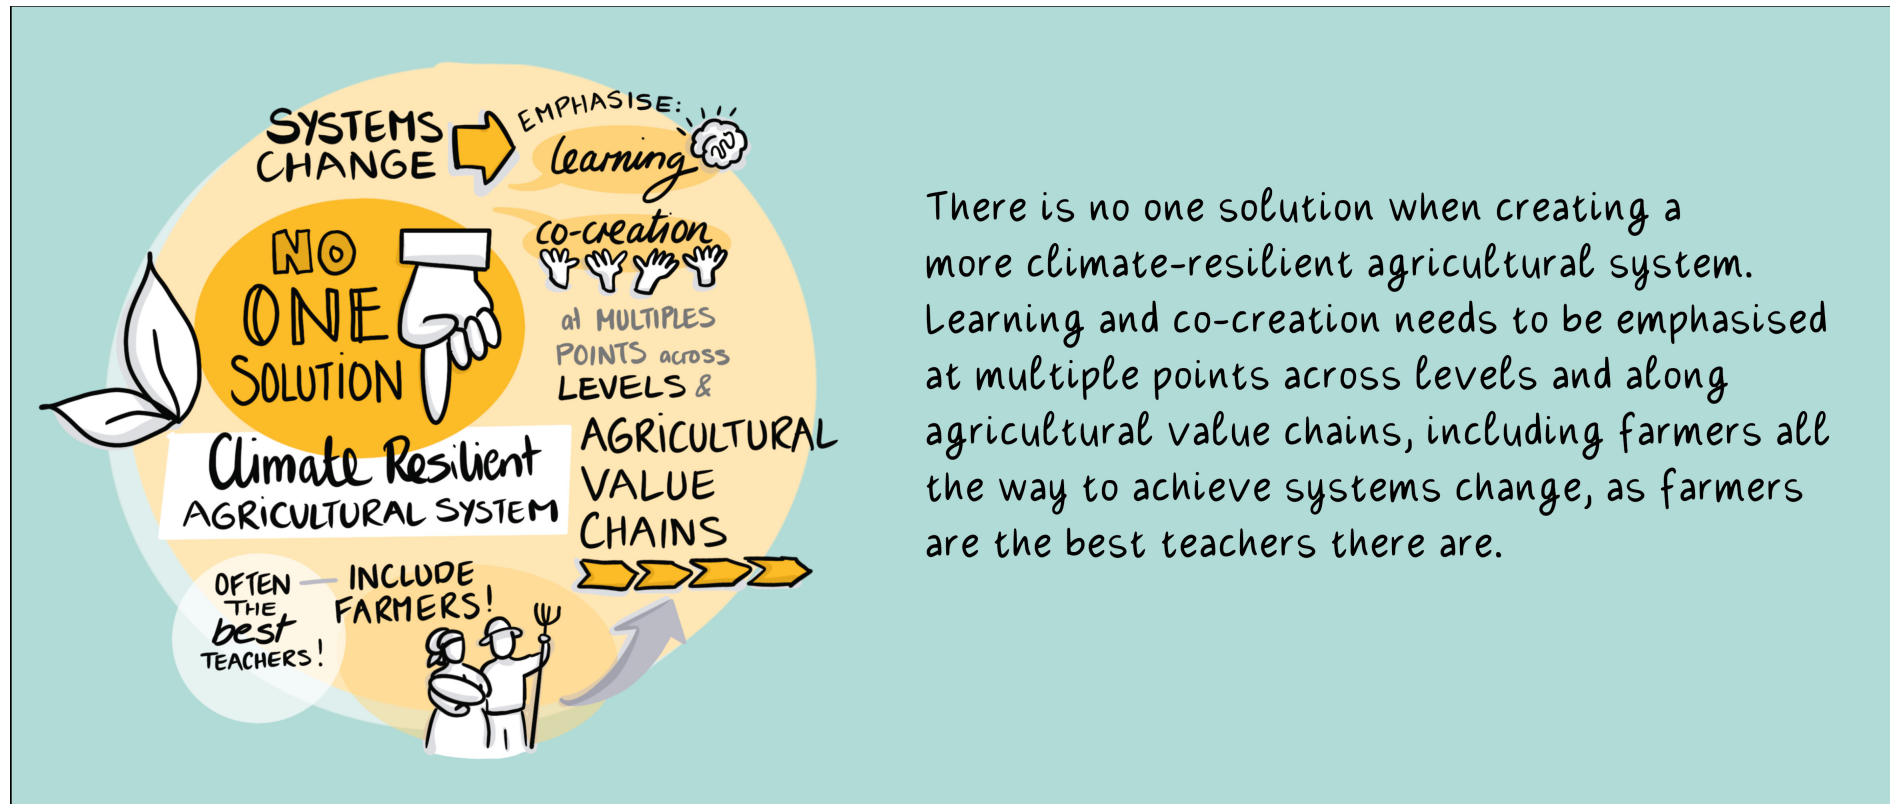 SYSTEMS
CHANGE
EMPHASISE:
learning
co-creation
at MULTIPLES
POINTS across
LEVELS &
AGRICULTURAL
VALUE
CHAINS
NO
ONE
SOLUTION
Climate Resilient
AGRICULTURAL SYSTEM
INCLUDE
FARMERS!
OFTEN
THE
best
TEACHERS!
There is no one solution when creating a
more climate-resilient agricultural system.
Learning and co-creation needs to be emphasised
at multiple points across levels and along
agricultural value chains, including farmers all
the way to achieve systems change, as farmers
are the best teachers there are.